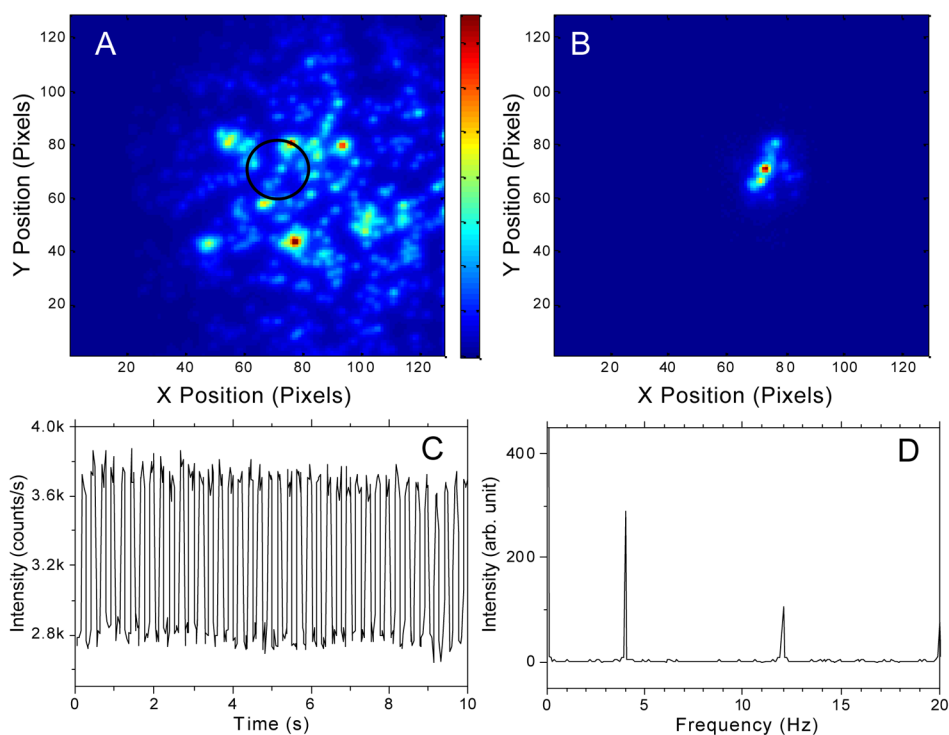 A
B
120
100
80
60
40
20
Y Position (Pixels)
20 40 60 80 100 120
X Position (Pixels)
120
00
80
60
40
20
Y Position (Pixels)
20 40 60 80 100 120
X Position (Pixels)
C
4.0k
3.6k
3.2k
2.8k
Intensity (counts/s)
0 2 4 6 8 10
Time (s)
D
400
200
0
Intensity (arb. unit)
0 5 10 15 20
Frequency (Hz)